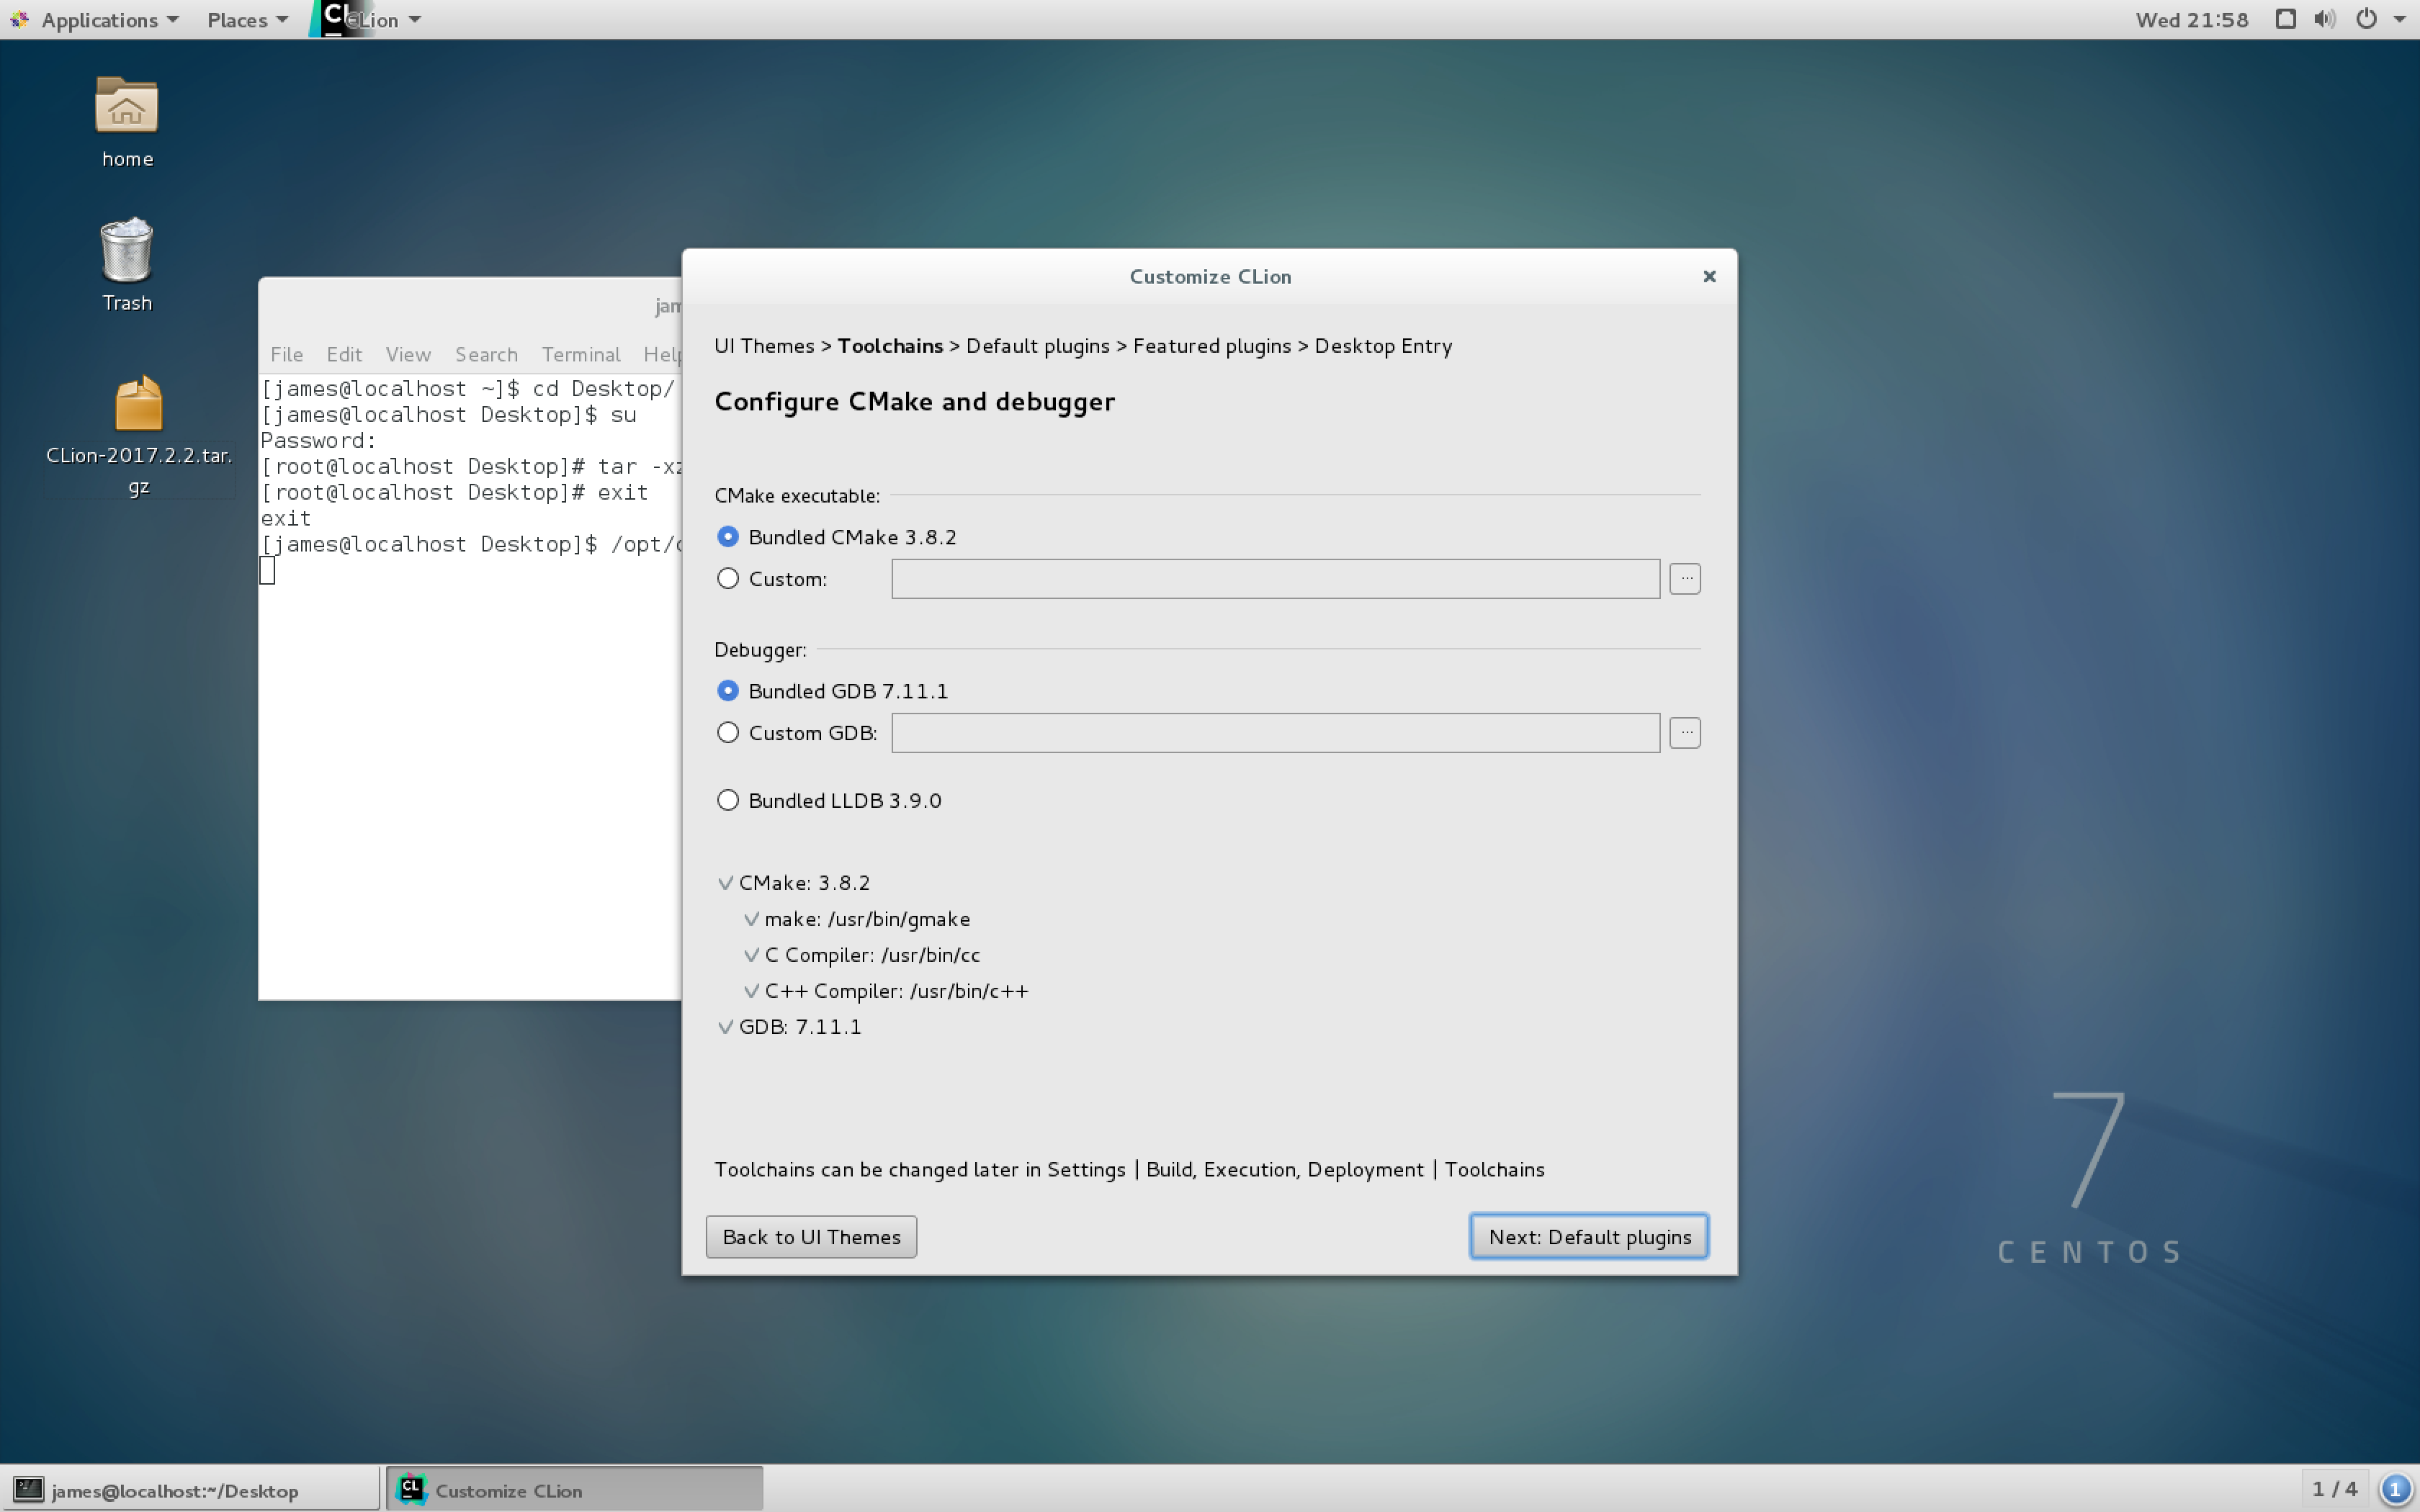 Applications Places CLion Wed 21:58
home
Trash
CLion-2017.2.2.tar.
gz
File Edit View Search Terminal Help
[james@localhost ~]$ cd Desktop/
[james@localhost Desktop]$ su
Password:
[root@localhost Desktop]# tar
[root@localhost Desktop]# exit
exit
[james@localhost Desktop]$
Customize CLion
UI Themes > Toolchains > Default plugins > Featured plugins > Desktop Entry
Configure CMake and debugger
CMake executable:
Bundled CMake 3.8.2
Custom: ...
Debugger:
Bundled GDB 7.11.1
Custom GDB: ...
Bundled LLDB 3.9.0
CMake: 3.8.2
make: /usr/bin/gmake
C Compiler: /usr/bin/cc
C++ Compiler: /usr/bin/c++
GDB: 7.11.1
Toolchains can be changed later in Settings | Build, Execution, Deployment | Toolchains
Back to UI Themes Next: Default plugins
7
CENTOS
james@localhost:~/Desktop CL Customize CLion 1 / 4 1